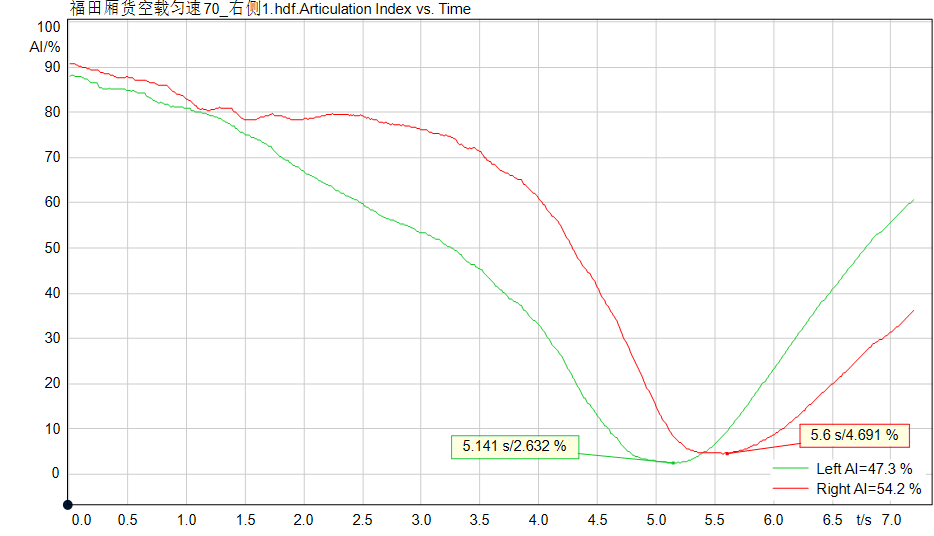 福田厢货空载匀速70_右侧1.hdf.Articulation Index vs. Time
100
AI/%
90
80
70
60
50
40
30
20
10
0
5.141 s/2.632 %
5.6 s/4.691 %
Left AI=47.3 %
Right AI=54.2 %
0.0 0.5 1.0 1.5 2.0 2.5 3.0 3.5 4.0 4.5 5.0 5.5 6.0 6.5 t/s 7.0